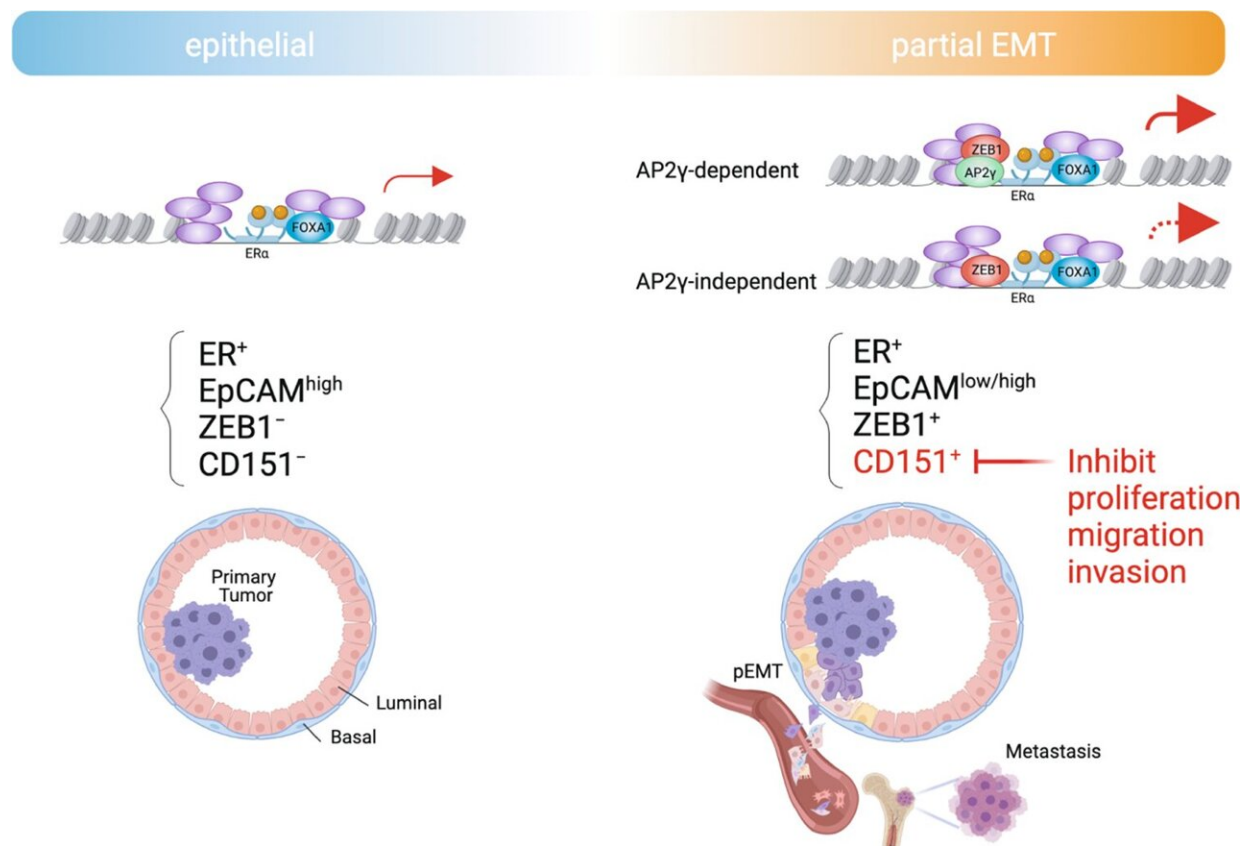 epithelial
partial EMT
FOXA1
ERα
AP2γ-dependent
ZEB1
AP2γ
FOXA1
ERα
AP2γ-independent
ZEB1
FOXA1
ERα
ER⁺
EpCAMʰⁱᵍʰ
ZEB1⁻
CD151⁻
Primary
Tumor
Luminal
Basal
ER⁺
EpCAMˡᵒʷ/ʰⁱᵍʰ
ZEB1⁺
CD151⁺
Inhibit
proliferation
migration
invasion
pEMT
Metastasis